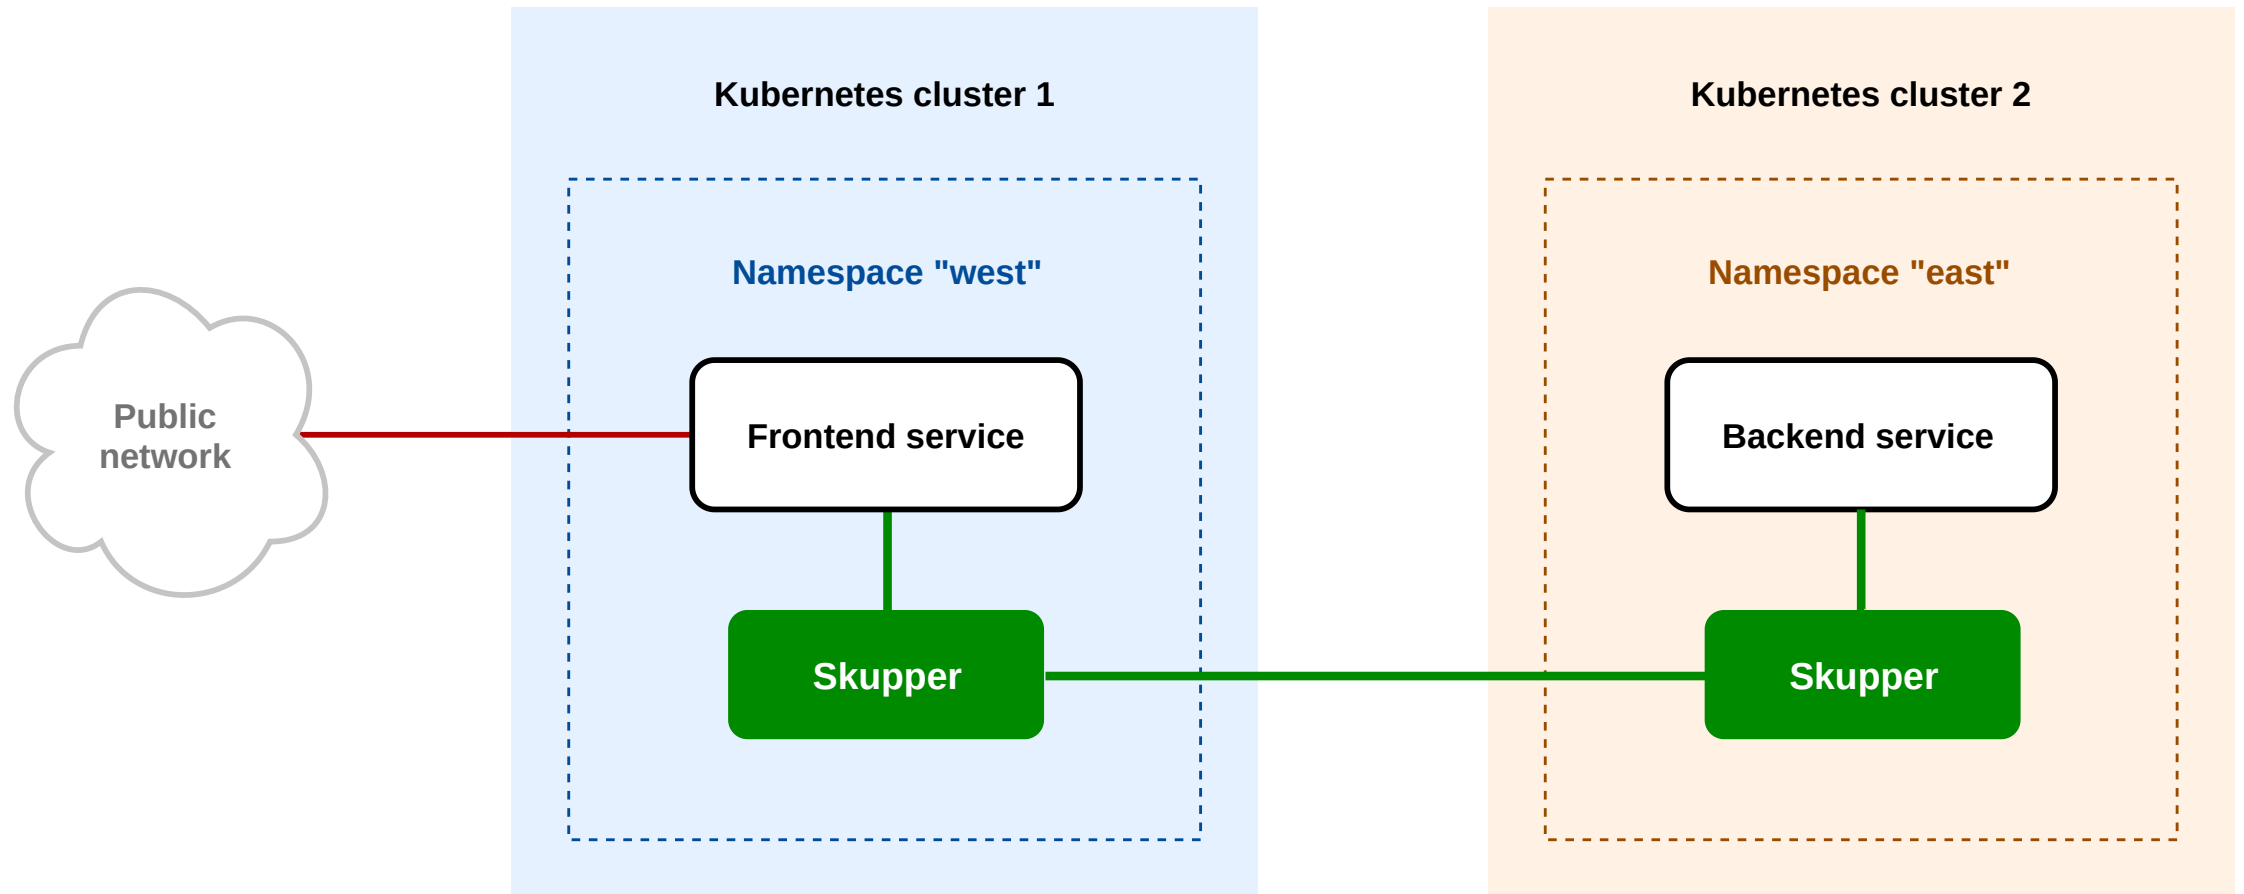 Kubernetes cluster 1
Kubernetes cluster 2
Namespace "west"
Namespace "east"
Public
network
Frontend service
Backend service
Skupper
Skupper